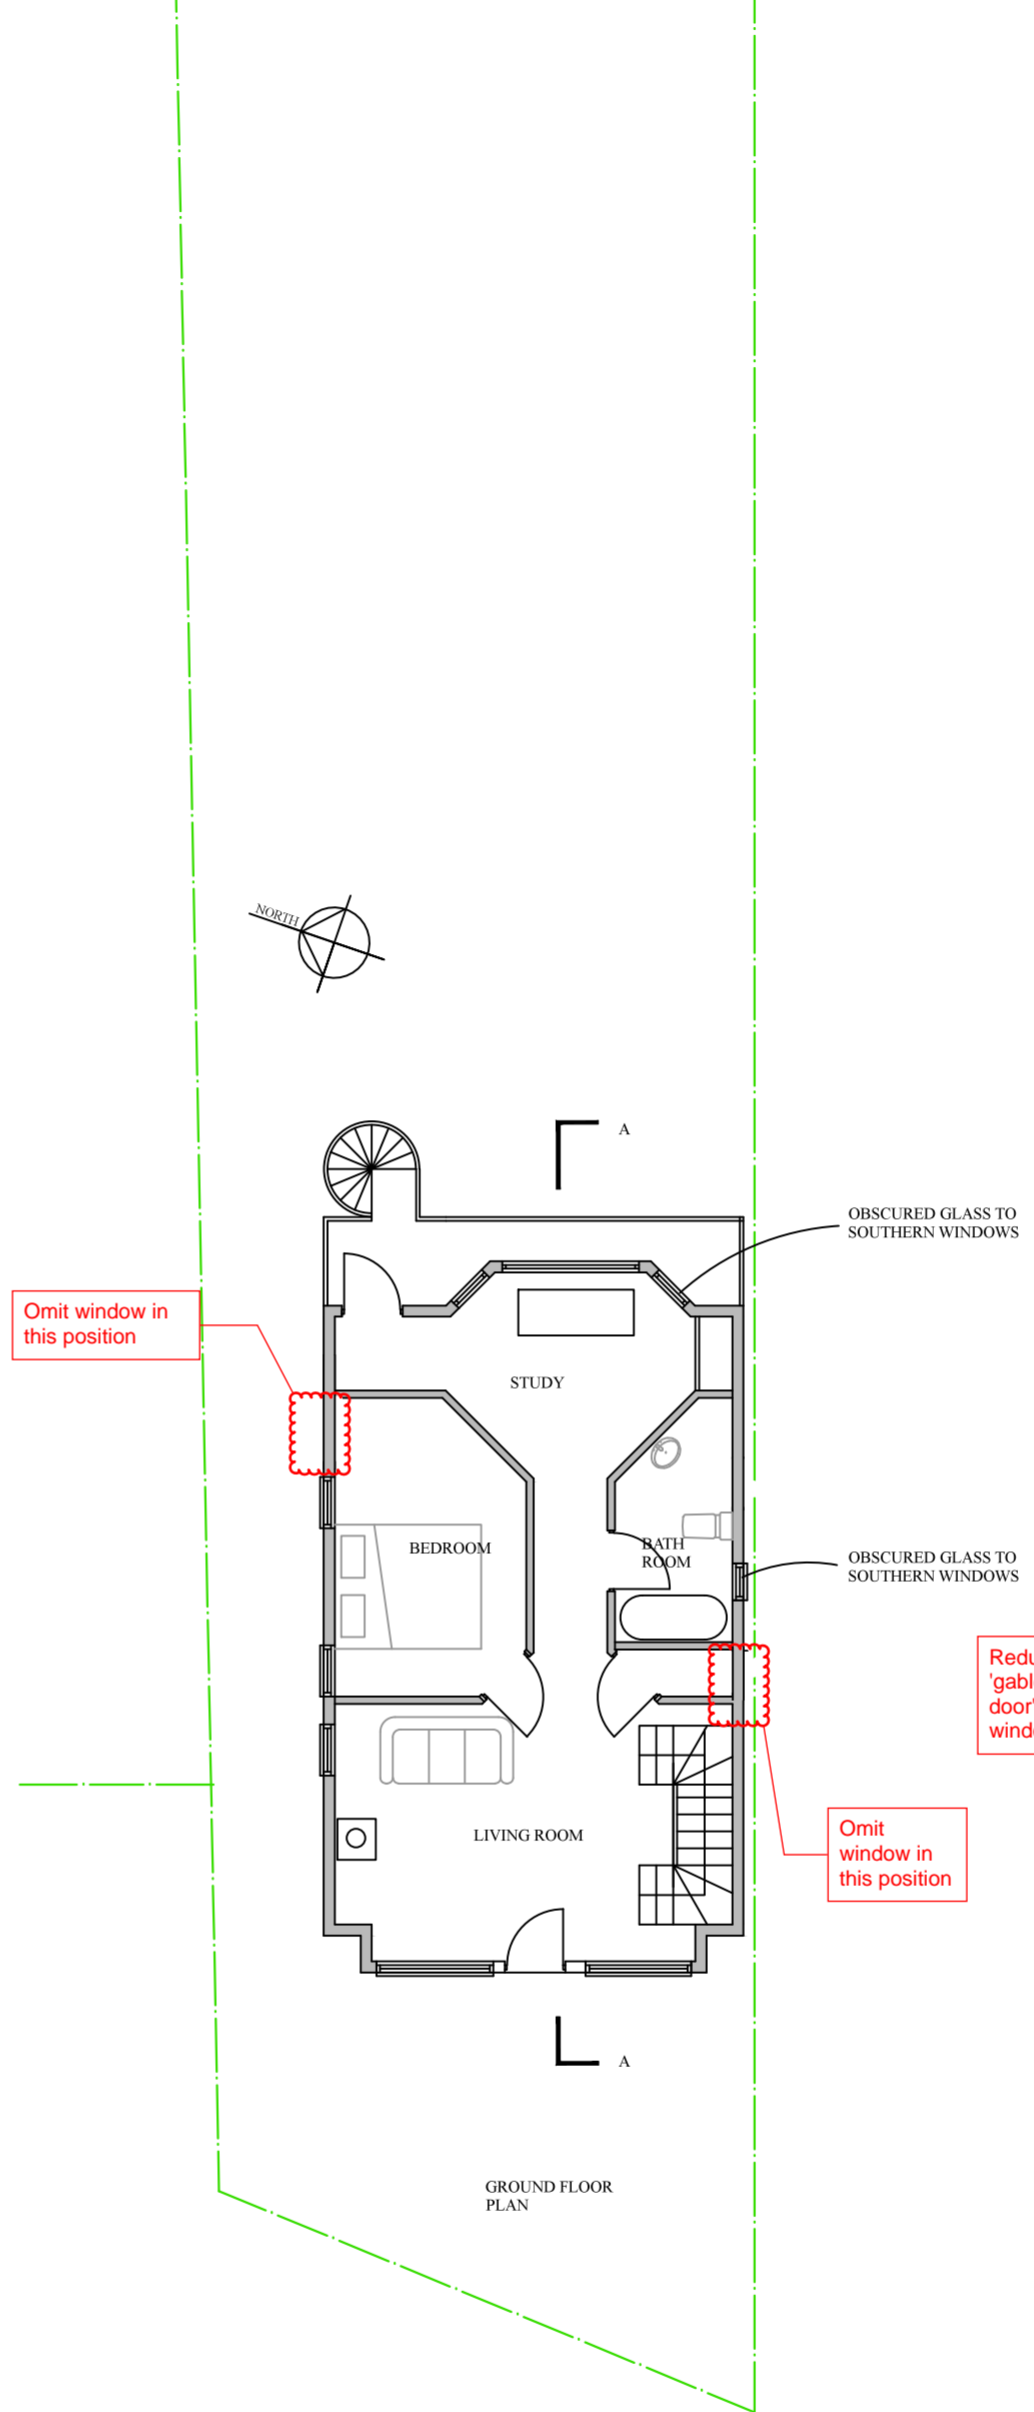 NORTH
A
OBSCURED GLASS TO
SOUTHERN WINDOWS
Omit window in
this position
STUDY
BEDROOM
BATH
ROOM
OBSCURED GLASS TO
SOUTHERN WINDOWS
LIVING ROOM
Omit
window in
this position
A
GROUND FLOOR
PLAN